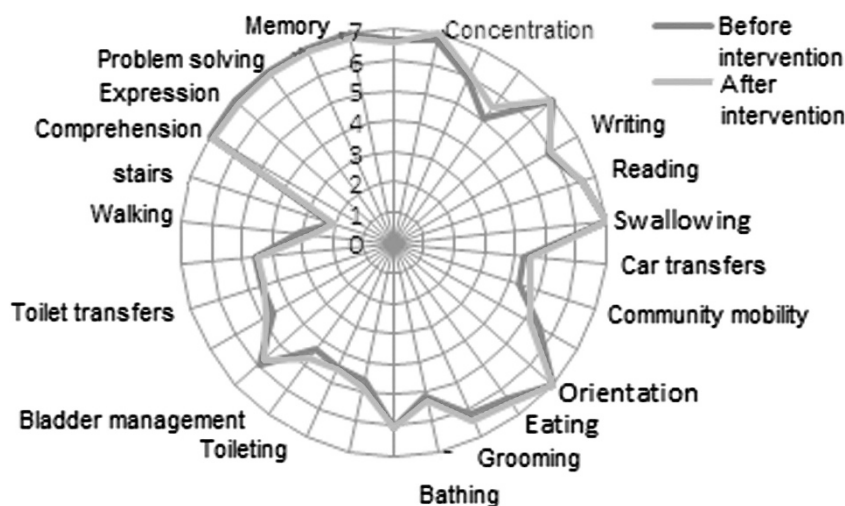 Memory
Problem solving
Expression
Comprehension
stairs
Walking
Toilet transfers
Bladder management
Toileting
Bathing
Grooming
Eating
Orientation
Community mobility
Car transfers
Swallowing
Reading
Writing
Concentration
7
6
5
4
3
2
1
0
Before
intervention
After
intervention